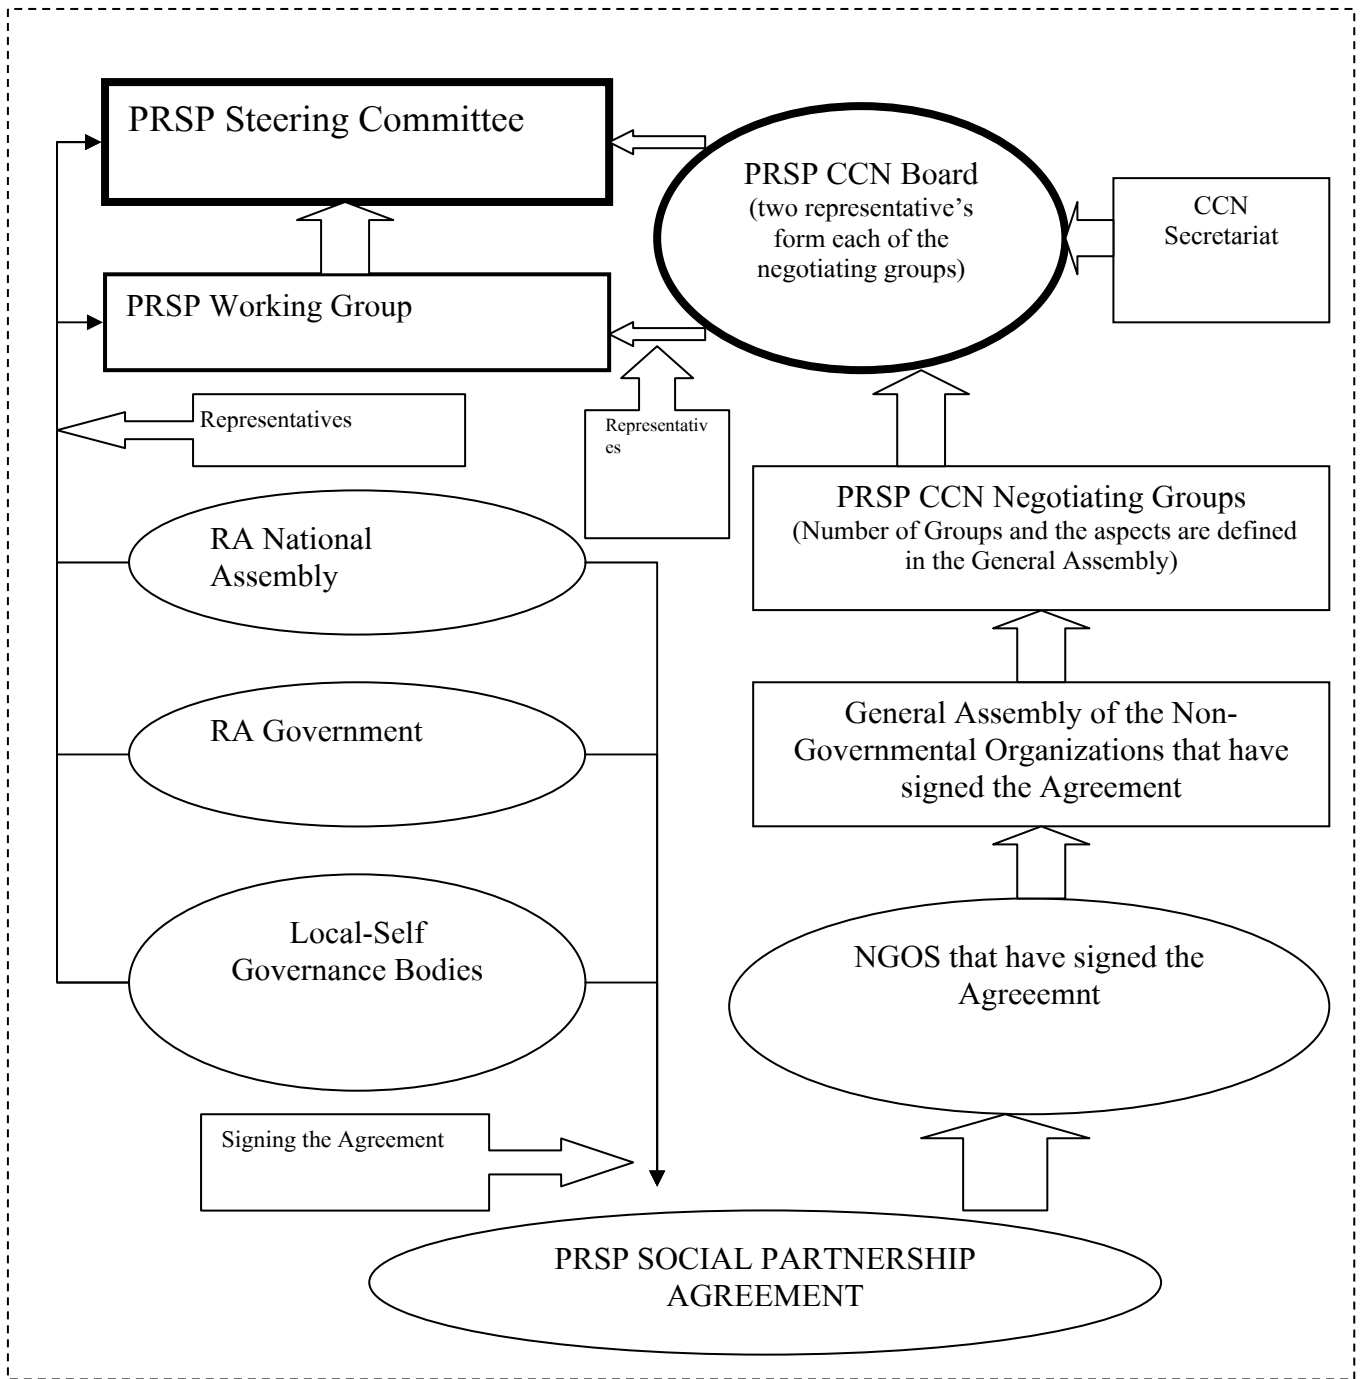 PRSP Steering Committee
PRSP CCN Board
(two representative’s
form each of the
negotiating groups)
CCN
Secretariat
PRSP Working Group
Representatives
Representativ
es
PRSP CCN Negotiating Groups
(Number of Groups and the aspects are defined
in the General Assembly)
RA National
Assembly
RA Government
General Assembly of the Non-
Governmental Organizations that have
signed the Agreement
Local-Self
Governance Bodies
NGOS that have signed the
Agreeemnt
Signing the Agreement
PRSP SOCIAL PARTNERSHIP
AGREEMENT